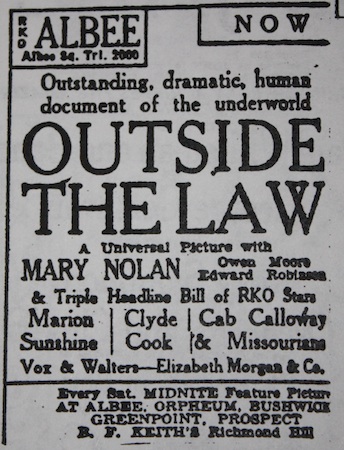 RKO ALBEE
Albee Sq. Tri. 2000
NOW
Outstanding, dramatic, human
document of the underworld
OUTSIDE
THE LAW
A Universal Picture with
MARY NOLAN Owen Moore
Edward Robinson
& Triple Headline Bill of RKO Stars
Marion Sunshine
Clyde Cook
Cab Calloway & Missourians
Vox & Walters—Elizabeth Morgan & Co.
Every Sat. MIDNITE Feature Picture
AT ALBEE, ORPHEUM, BUSHWICK
GREENPOINT, PROSPECT
B. F. KEITH'S Richmond Hill